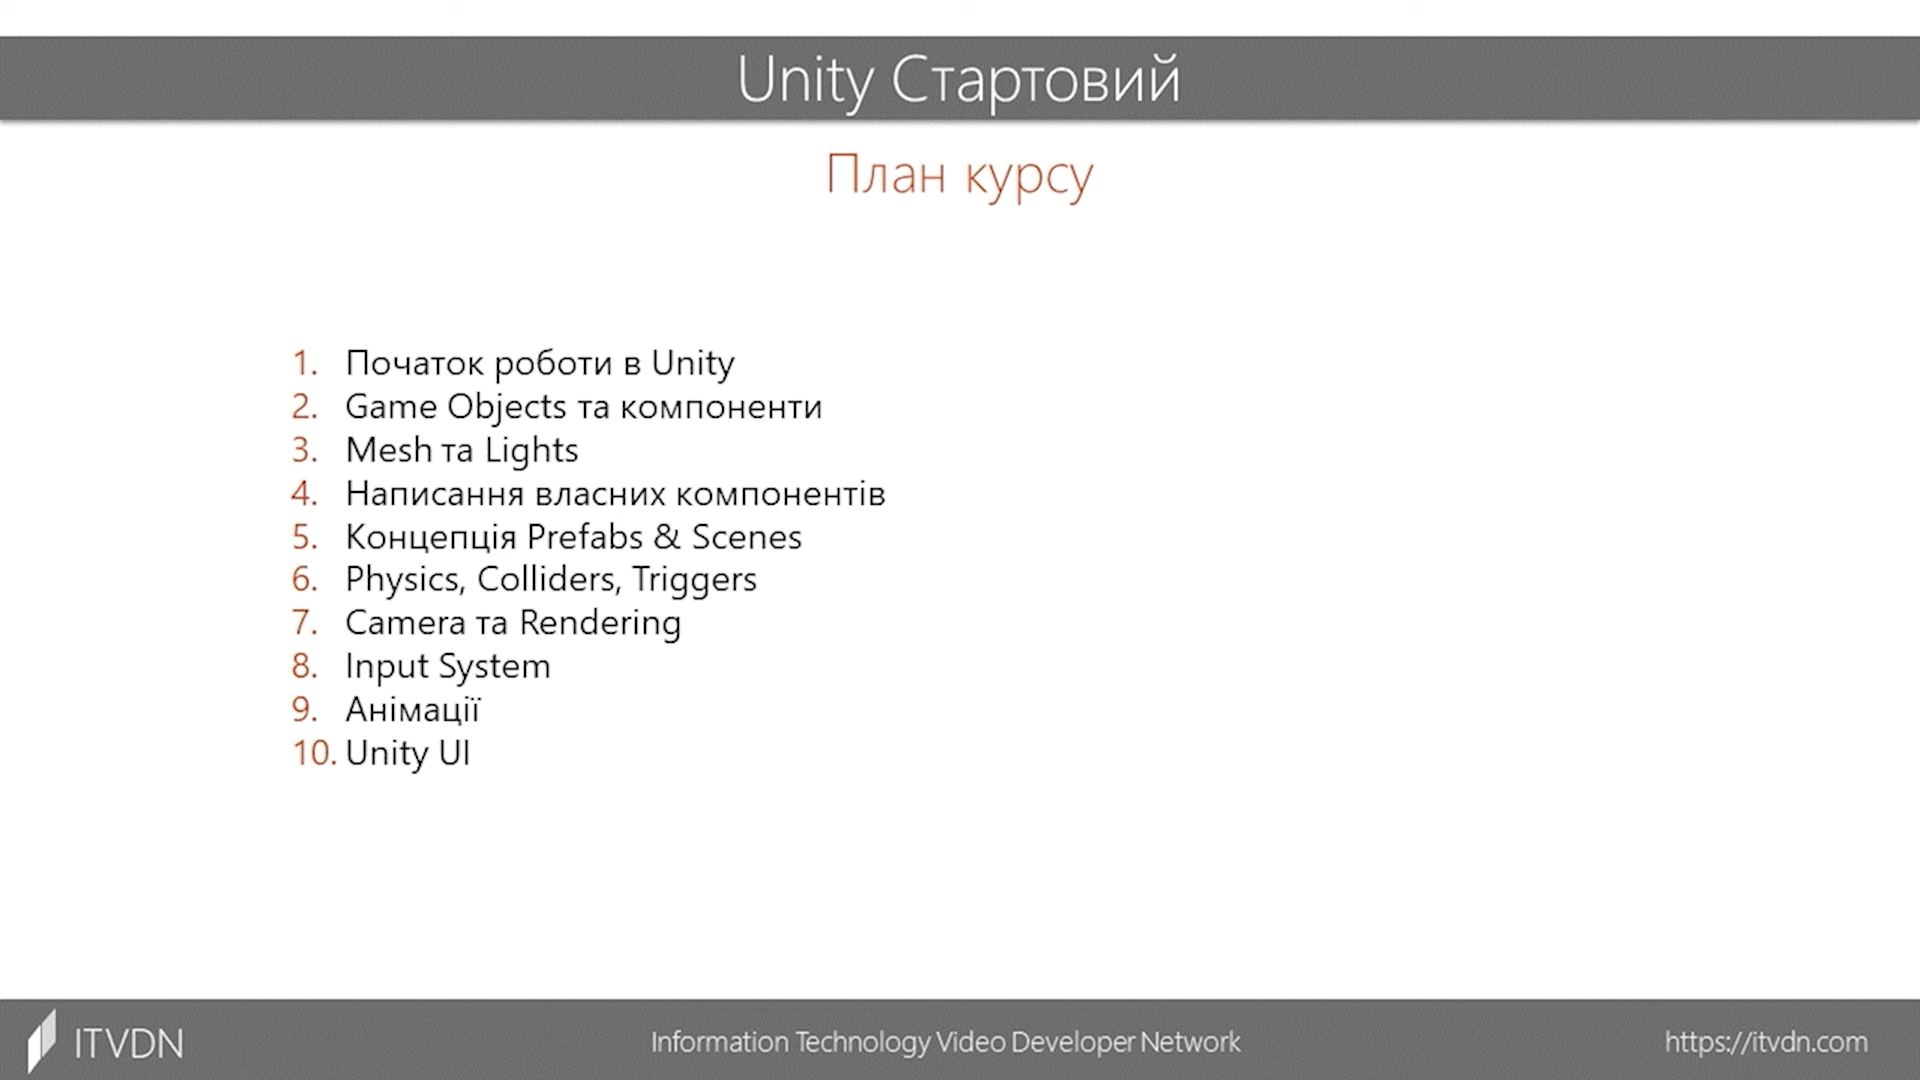 Unity Стартовий
План курсу
1. Початок роботи в Unity
2. Game Objects та компоненти
3. Mesh та Lights
4. Написання власних компонентів
5. Концепція Prefabs & Scenes
6. Physics, Colliders, Triggers
7. Camera та Rendering
8. Input System
9. Анімації
10. Unity UI
ITVDN
Information Technology Video Developer Network
https://itvdn.com